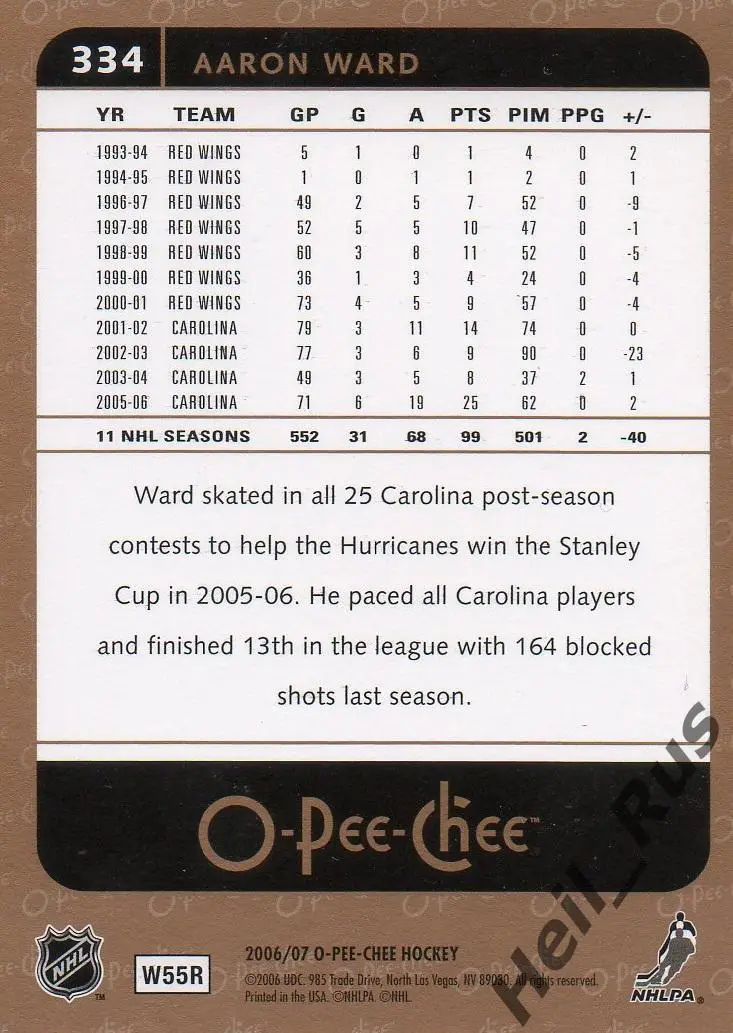 334 AARON WARD
YR TEAM GP G A PTS PIM PPG +/-
1993-94 RED WINGS 5 1 0 1 4 0 2
1994-95 RED WINGS 1 0 1 1 2 0 1
1996-97 RED WINGS 49 2 5 7 52 0 -9
1997-98 RED WINGS 52 5 5 10 47 0 -1
1998-99 RED WINGS 60 3 8 11 52 0 -5
1999-00 RED WINGS 36 1 3 4 24 0 -4
2000-01 RED WINGS 73 4 5 9 57 0 -4
2001-02 CAROLINA 79 3 11 14 74 0 0
2002-03 CAROLINA 77 3 6 9 90 0 -23
2003-04 CAROLINA 49 3 5 8 37 2 1
2005-06 CAROLINA 71 6 19 25 62 0 2
11 NHL SEASONS 552 31 68 99 501 2 -40
Ward skated in all 25 Carolina post-season
contests to help the Hurricanes win the Stanley
Cup in 2005-06. He paced all Carolina players
and finished 13th in the league with 164 blocked
shots last season.
O-Pee-Chee™
NHL ™
W55R
2006/07 O-PEE-CHEE HOCKEY
©2006 UDC. 985 Trade Drive, North Las Vegas, NV 89030. All rights reserved.
Printed in the USA. ©NHLPA ©NHL.
NHLPA®
Heil_Rus